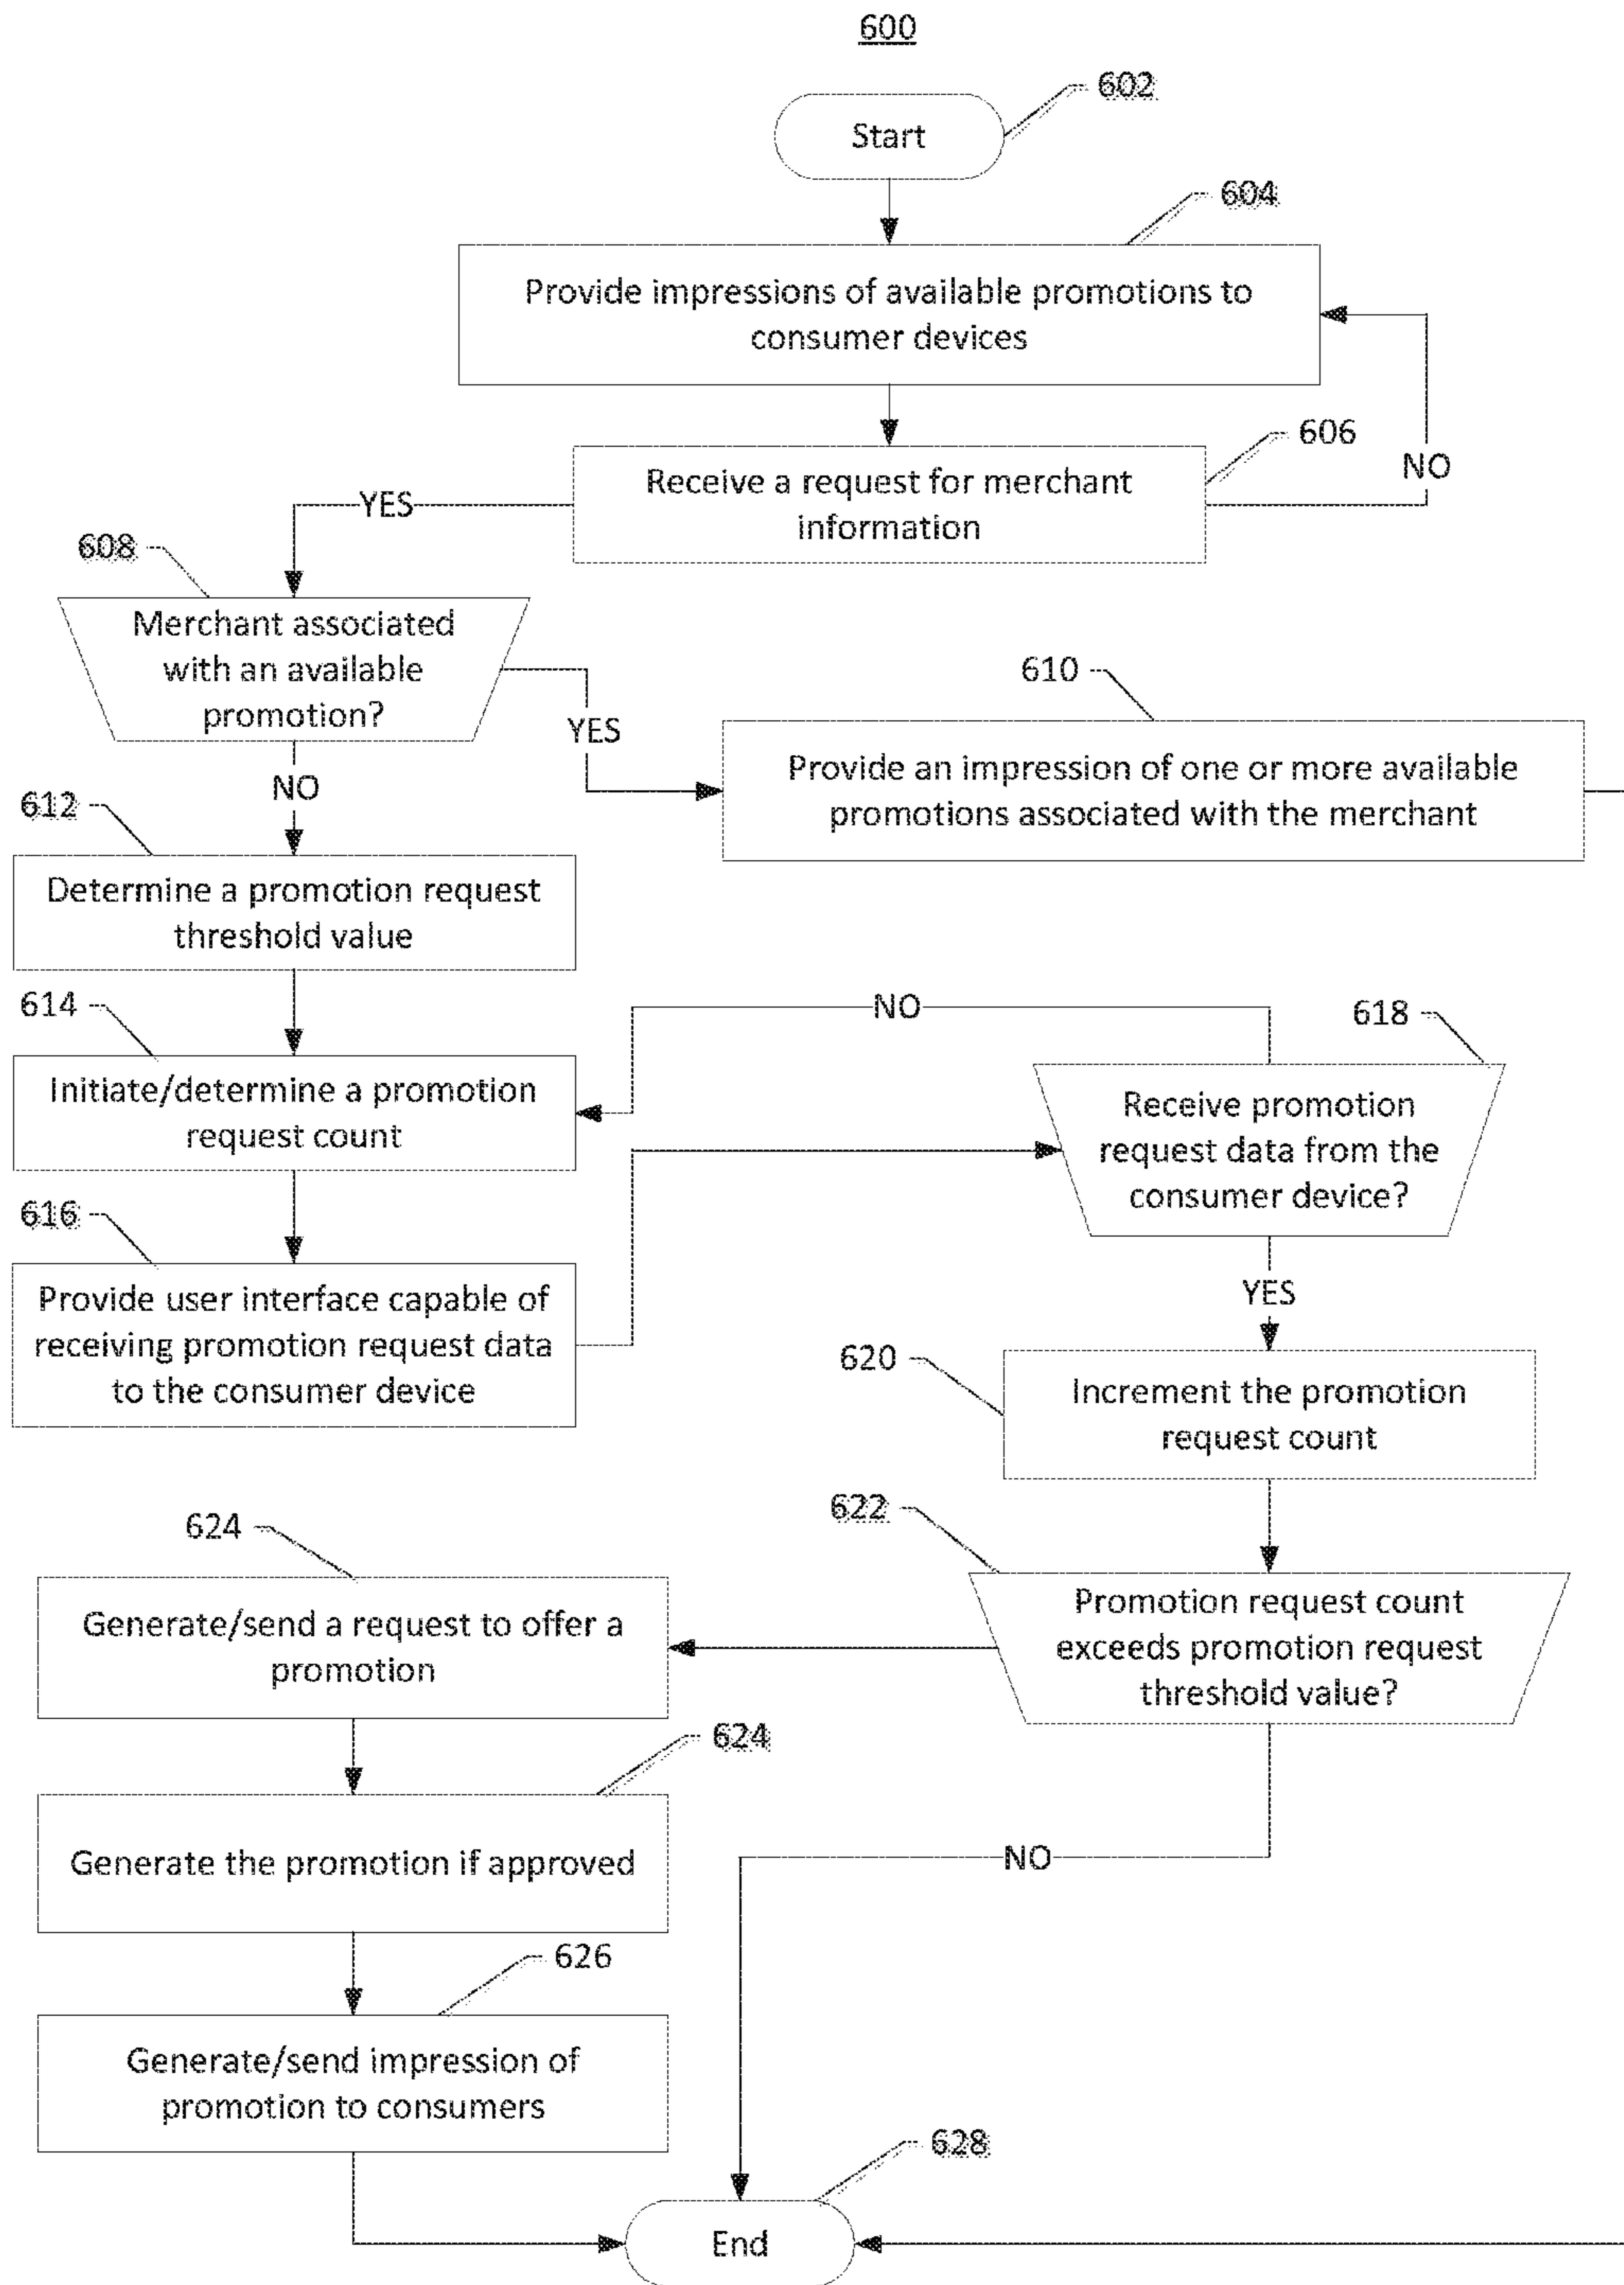 600
602
Start
604
Provide impressions of available promotions to
consumer devices
606
Receive a request for merchant
information
NO
YES
608
Merchant associated
with an available
promotion?
YES
610
Provide an impression of one or more available
promotions associated with the merchant
NO
612
Determine a promotion request
threshold value
614
Initiate/determine a promotion
request count
NO
618
Receive promotion
request data from the
consumer device?
616
Provide user interface capable of
receiving promotion request data
to the consumer device
YES
620
Increment the promotion
request count
622
Promotion request count
exceeds promotion request
threshold value?
624
Generate/send a request to offer a
promotion
624
Generate the promotion if approved
NO
626
Generate/send impression of
promotion to consumers
628
End